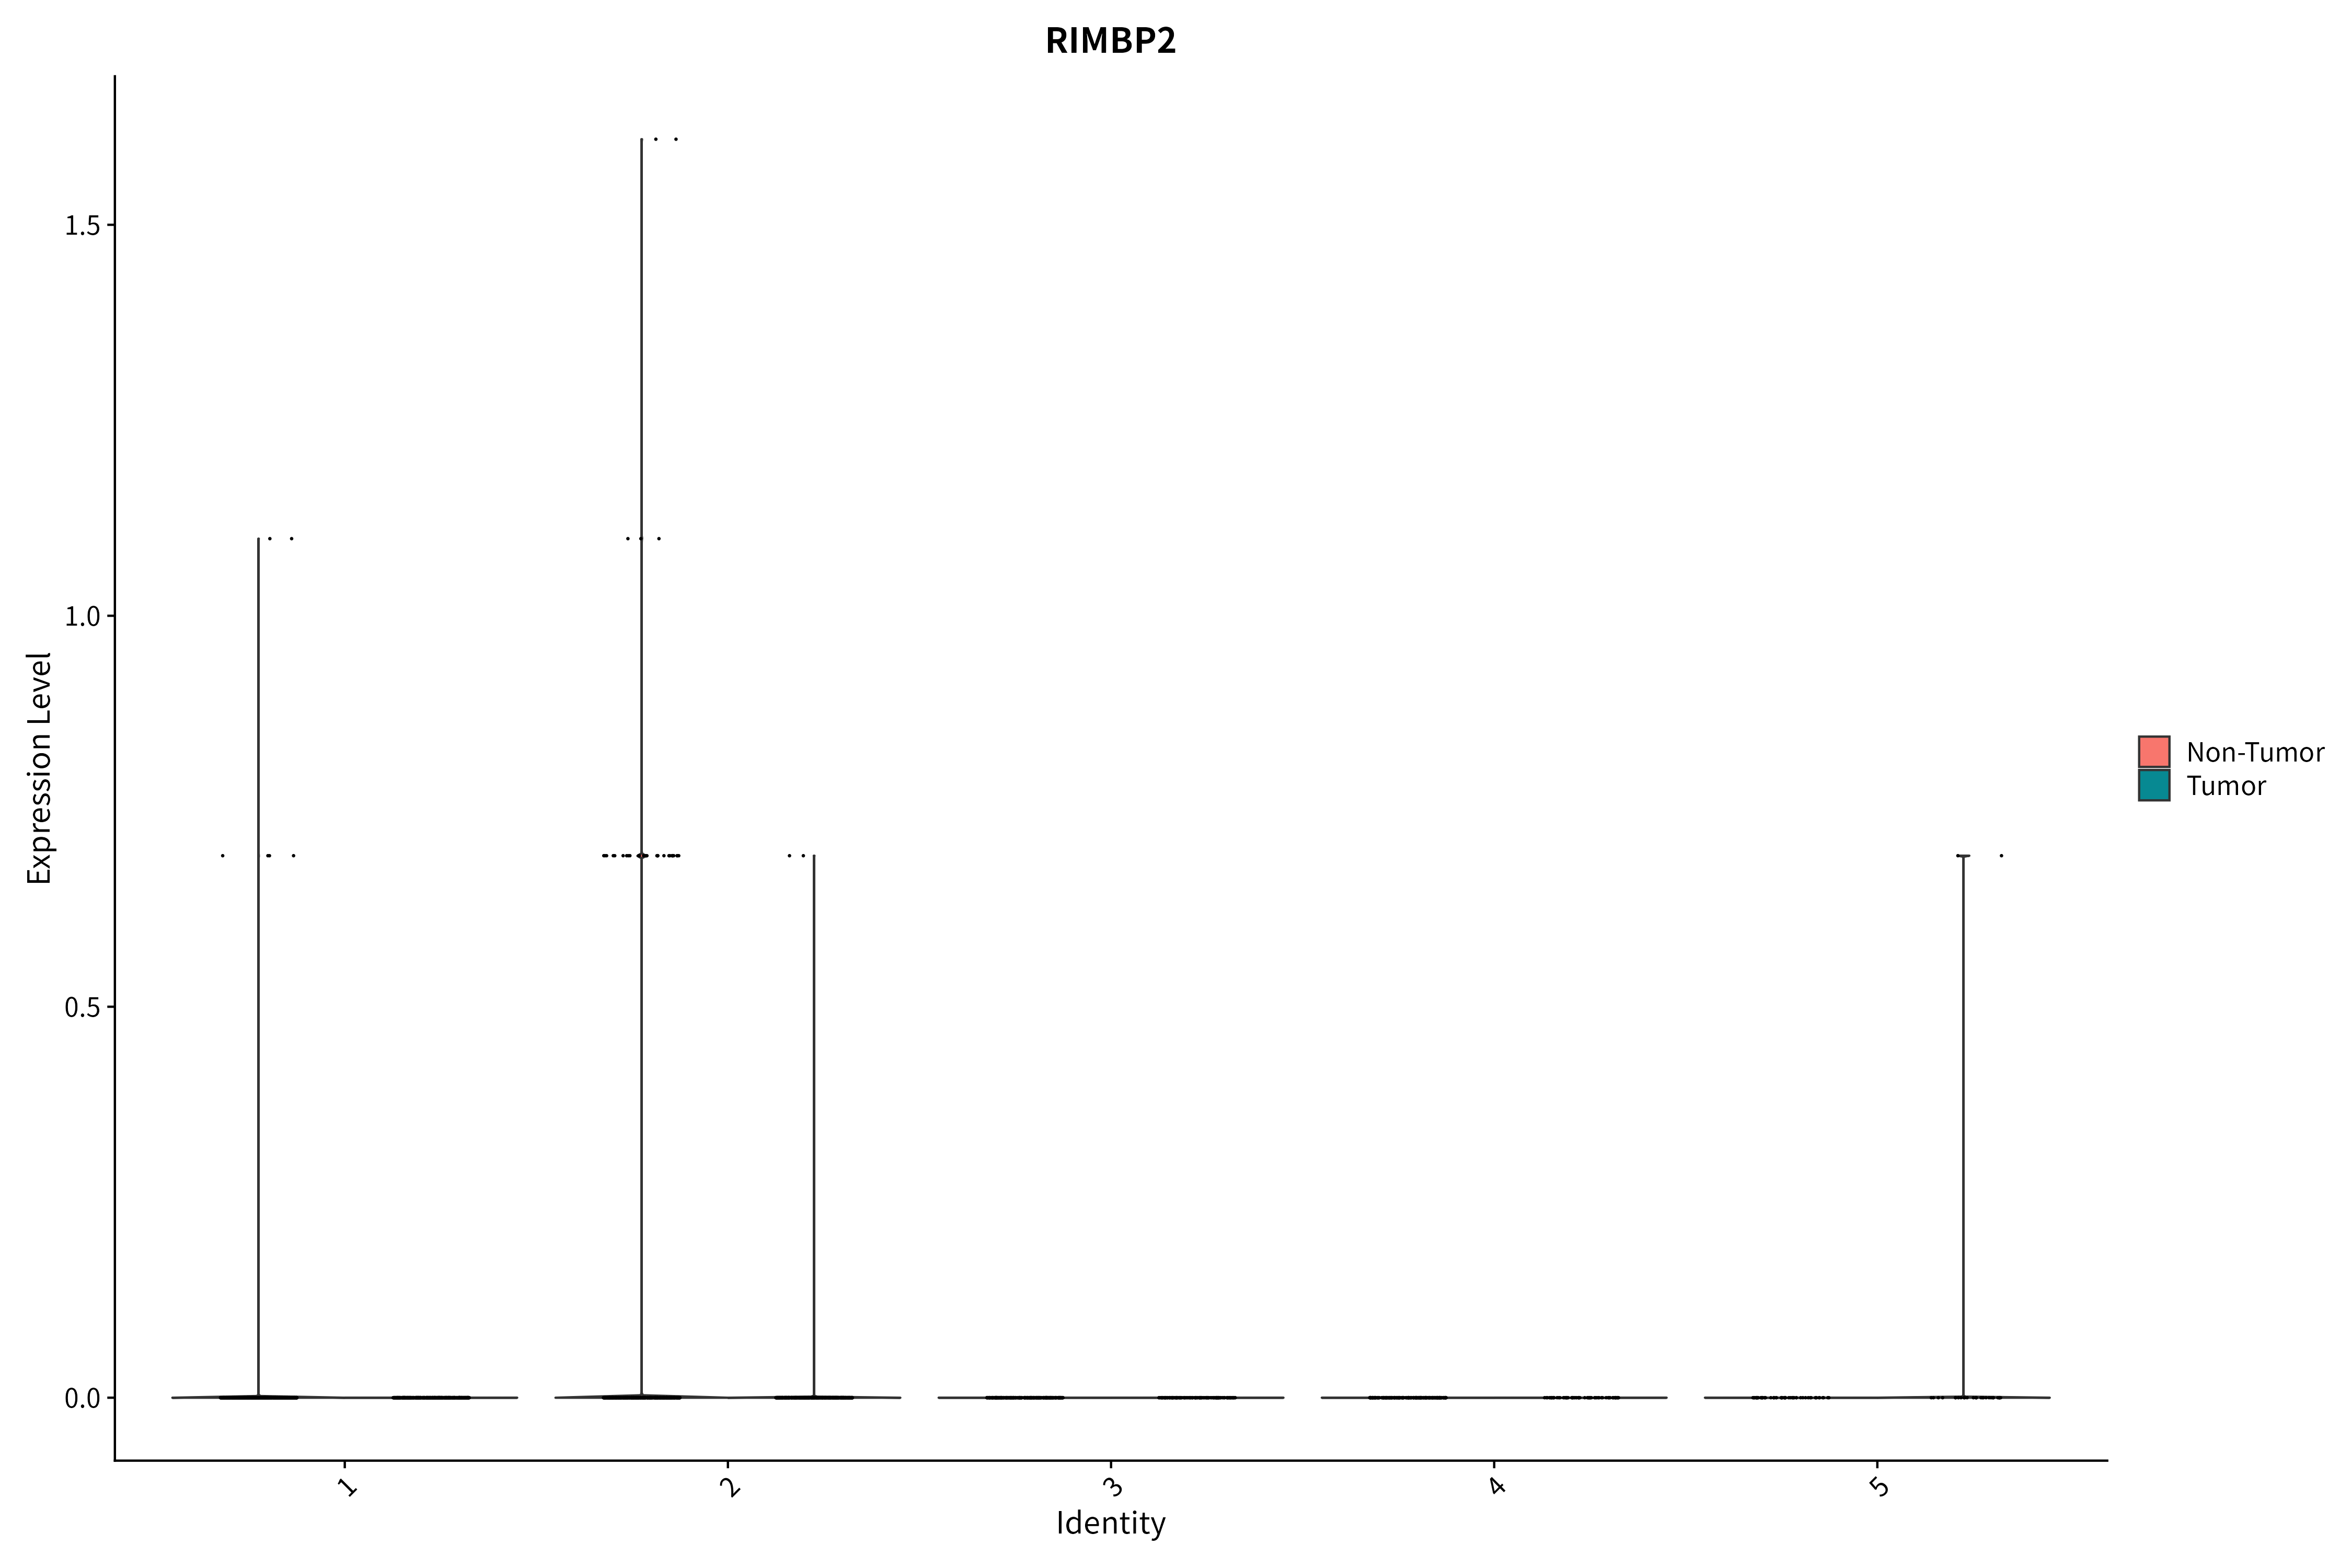 RIMBP2
Expression Level
1.5
1.0
0.5
0.0
1
2
3
4
5
Identity
Non-Tumor
Tumor